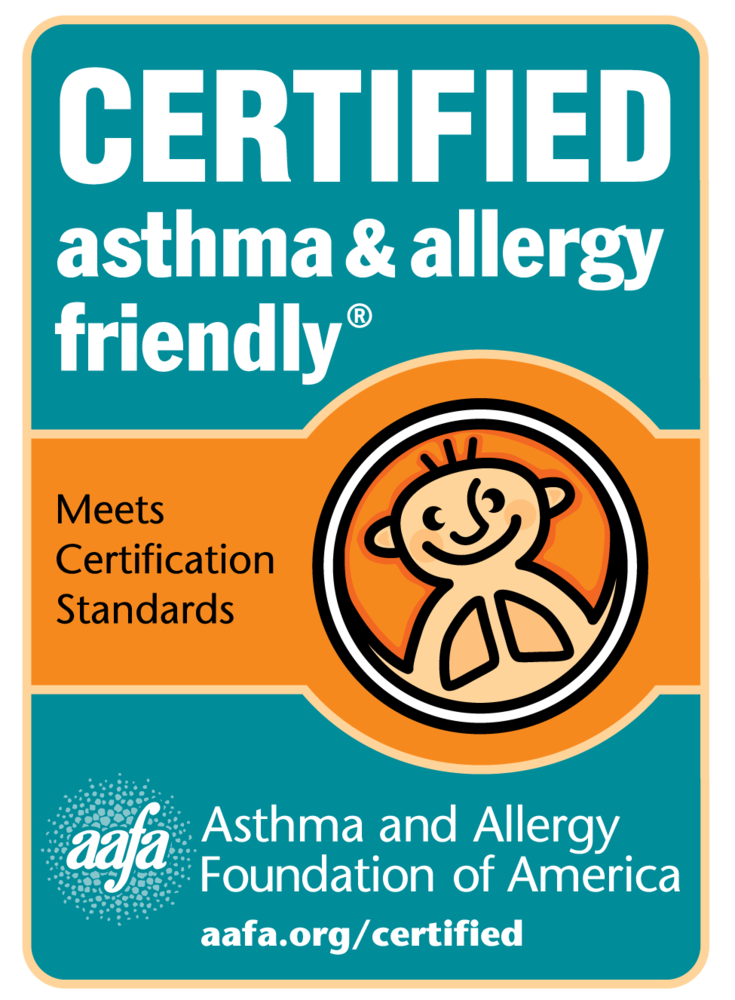 CERTIFIED
asthma & allergy
friendly®
Meets
Certification
Standards
aafa
Asthma and Allergy
Foundation of America
aafa.org/certified